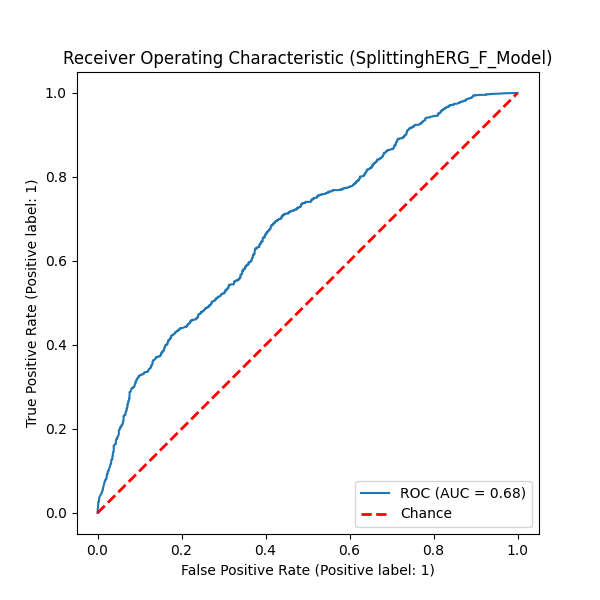 Receiver Operating Characteristic (SplittinghERG_F_Model)
1.0
0.8
0.6
0.4
0.2
0.0
True Positive Rate (Positive label: 1)
ROC (AUC = 0.68)
Chance
0.0 0.2 0.4 0.6 0.8 1.0
False Positive Rate (Positive label: 1)